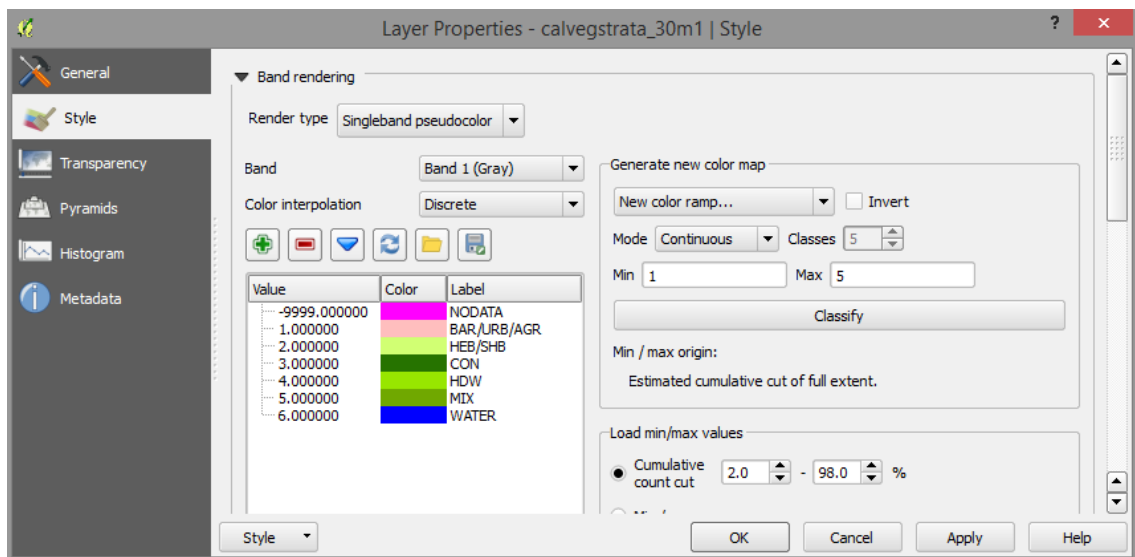 Layer Properties - calvegstrata_30m1 | Style
?
×
General
Style
Transparency
Pyramids
Histogram
Metadata
Band rendering
Render type Singleband pseudocolor
Band Band 1 (Gray)
Color interpolation Discrete
Value Color Label
-9999.000000 NODATA
1.000000 BAR/URB/AGR
2.000000 HEB/SHB
3.000000 CON
4.000000 HDW
5.000000 MIX
6.000000 WATER
Generate new color map
New color ramp... Invert
Mode Continuous Classes 5
Min 1 Max 5
Classify
Min / max origin:
Estimated cumulative cut of full extent.
Load min/max values
Cumulative
count cut 2.0 - 98.0 %
Style OK Cancel Apply Help